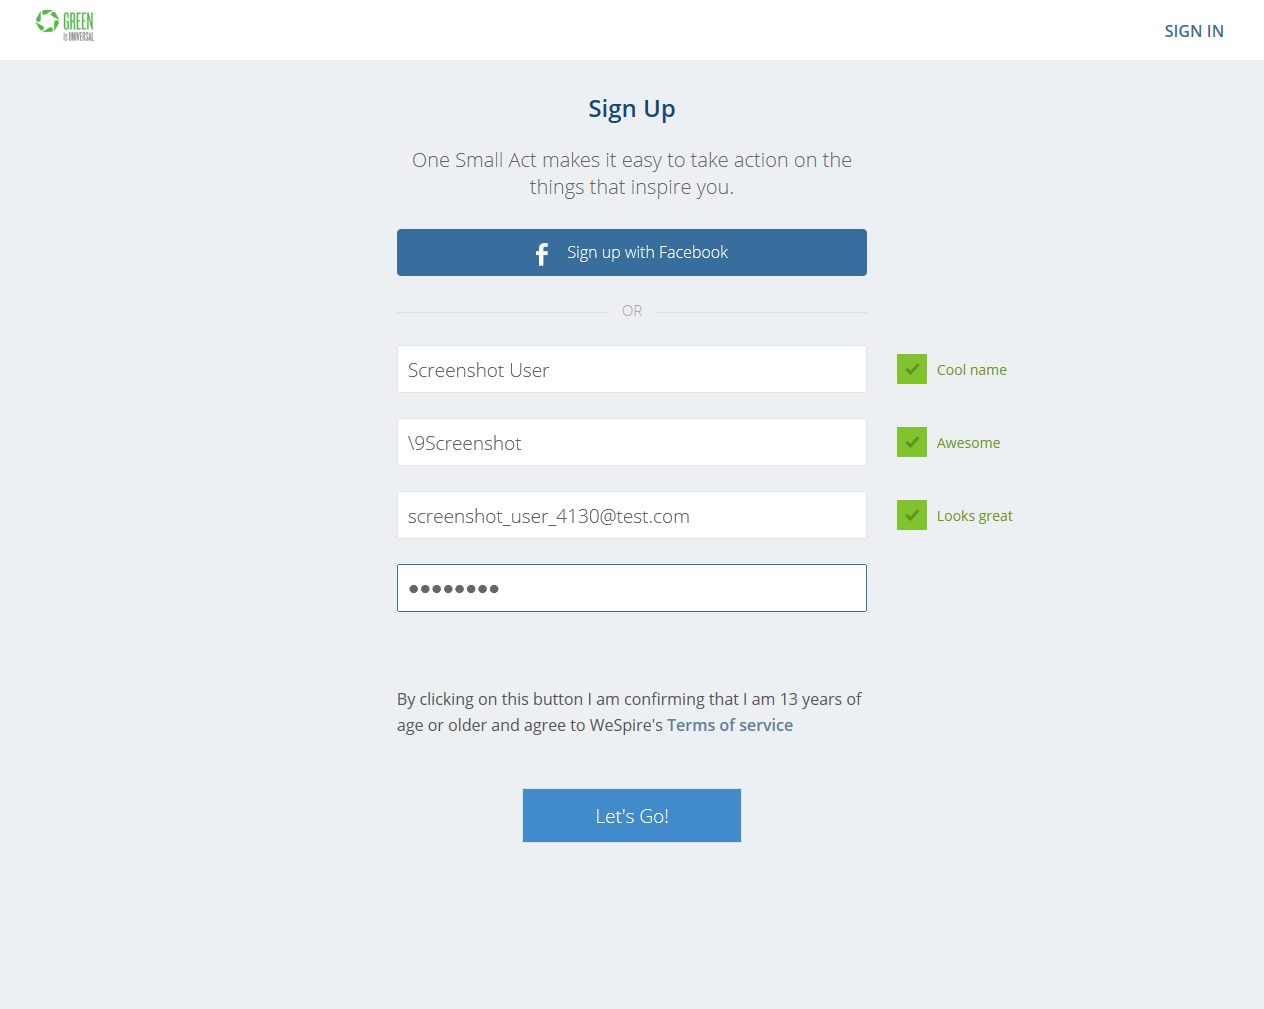 GREEN
is UNIVERSAL
SIGN IN
Sign Up
One Small Act makes it easy to take action on the
things that inspire you.
Sign up with Facebook
OR
Screenshot User
Cool name
\9Screenshot
Awesome
screenshot_user_4130@test.com
Looks great
By clicking on this button I am confirming that I am 13 years of
age or older and agree to WeSpire's Terms of service
Let's Go!